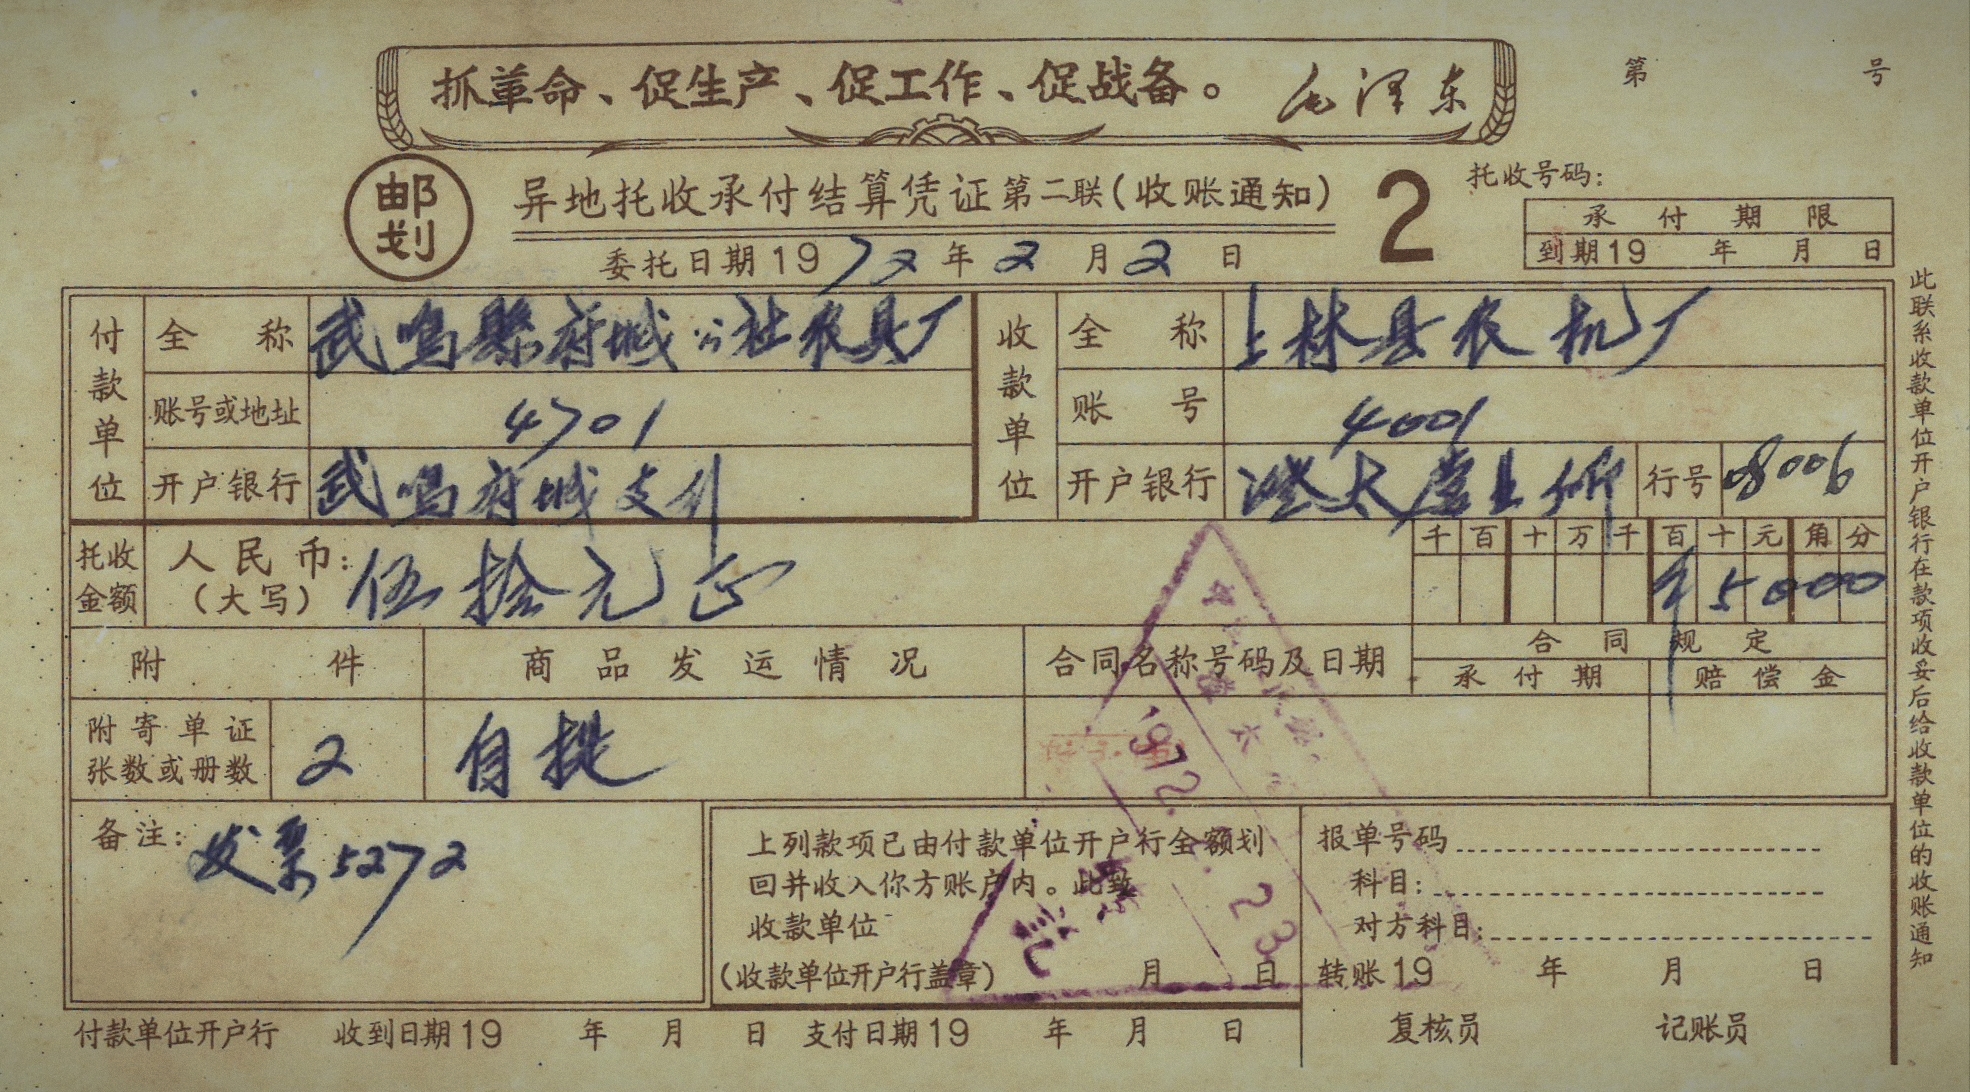 抓革命、促生产、促工作、促战备。 毛泽东
第 号
邮划
异地托收承付结算凭证第二联(收账通知) 2
托收号码:
委托日期1972年2月2日
承付期限
到期19 年 月 日
付款单位
全称 武鸣縣府城公社农具厂
账号或地址 4701
开户银行 武鸣府城支行
收款单位
全称 上林县农机厂
账号 4001
开户银行 行号 08006
托收金额 人民币:(大写) 伍拾元正
千百十万千百十元角分
¥5000
附件 商品发运情况 合同名称号码及日期
合同规定
承付期 赔偿金
附寄单证张数或册数 2 自提
备注: 发票5272
上列款项已由付款单位开户行全额划
回并收入你方账户内。此致
收款单位
(收款单位开户行盖章) 月 日
1972. 2. 23
报单号码
科目:
对方科目:
转账19 年 月 日
付款单位开户行 收到日期19 年 月 日 支付日期19 年 月 日
复核员 记账员
此联系收款单位开户银行在款项收妥后给收款单位的收账通知